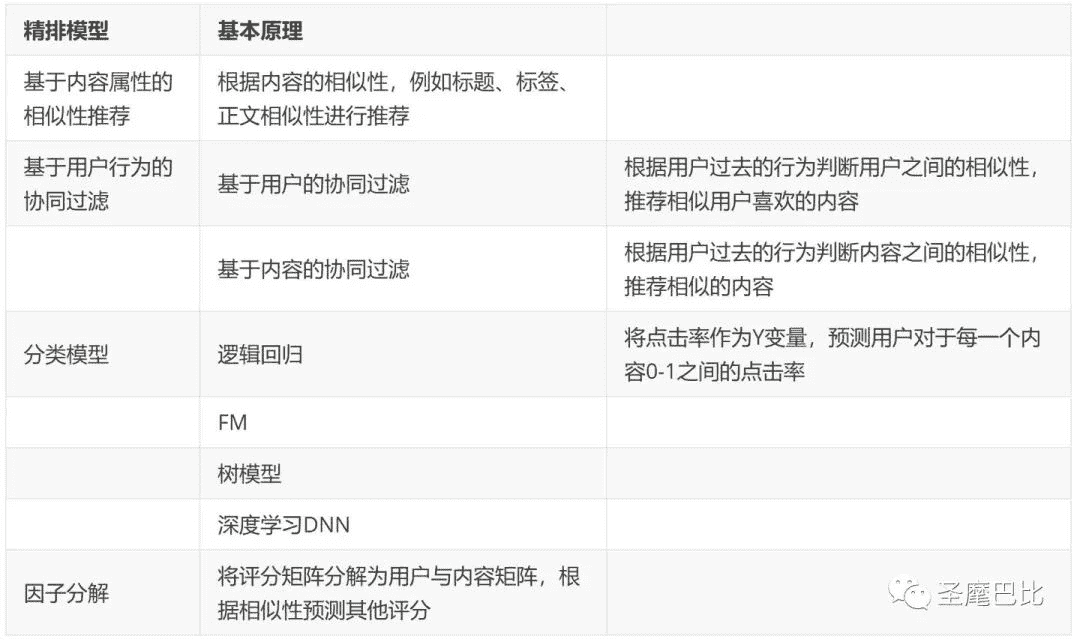 精排模型
基本原理
基于内容属性的
相似性推荐
根据内容的相似性，例如标题、标签、
正文相似性进行推荐
基于用户行为的
协同过滤
基于用户的协同过滤
根据用户过去的行为判断用户之间的相似性，
推荐相似用户喜欢的内容
基于内容的协同过滤
根据用户过去的行为判断内容之间的相似性，
推荐相似的内容
分类模型
逻辑回归
将点击率作为Y变量，预测用户对于每一个内
容0-1之间的点击率
FM
树模型
深度学习DNN
因子分解
将评分矩阵分解为用户与内容矩阵，根
据相似性预测其他评分
圣麾巴比